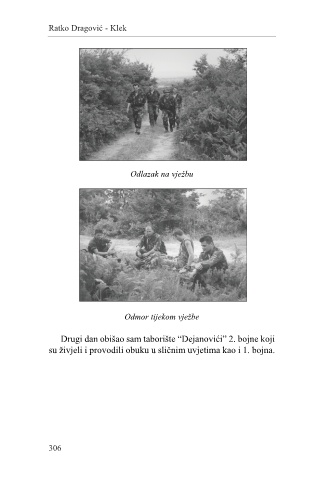 Ratko Dragović - Klek
Odlazak na vježbu
Odmor tijekom vježbe
Drugi dan obišao sam taborište “Dejanovići” 2. bojne koji
su živjeli i provodili obuku u sličnim uvjetima kao i 1. bojna.
306